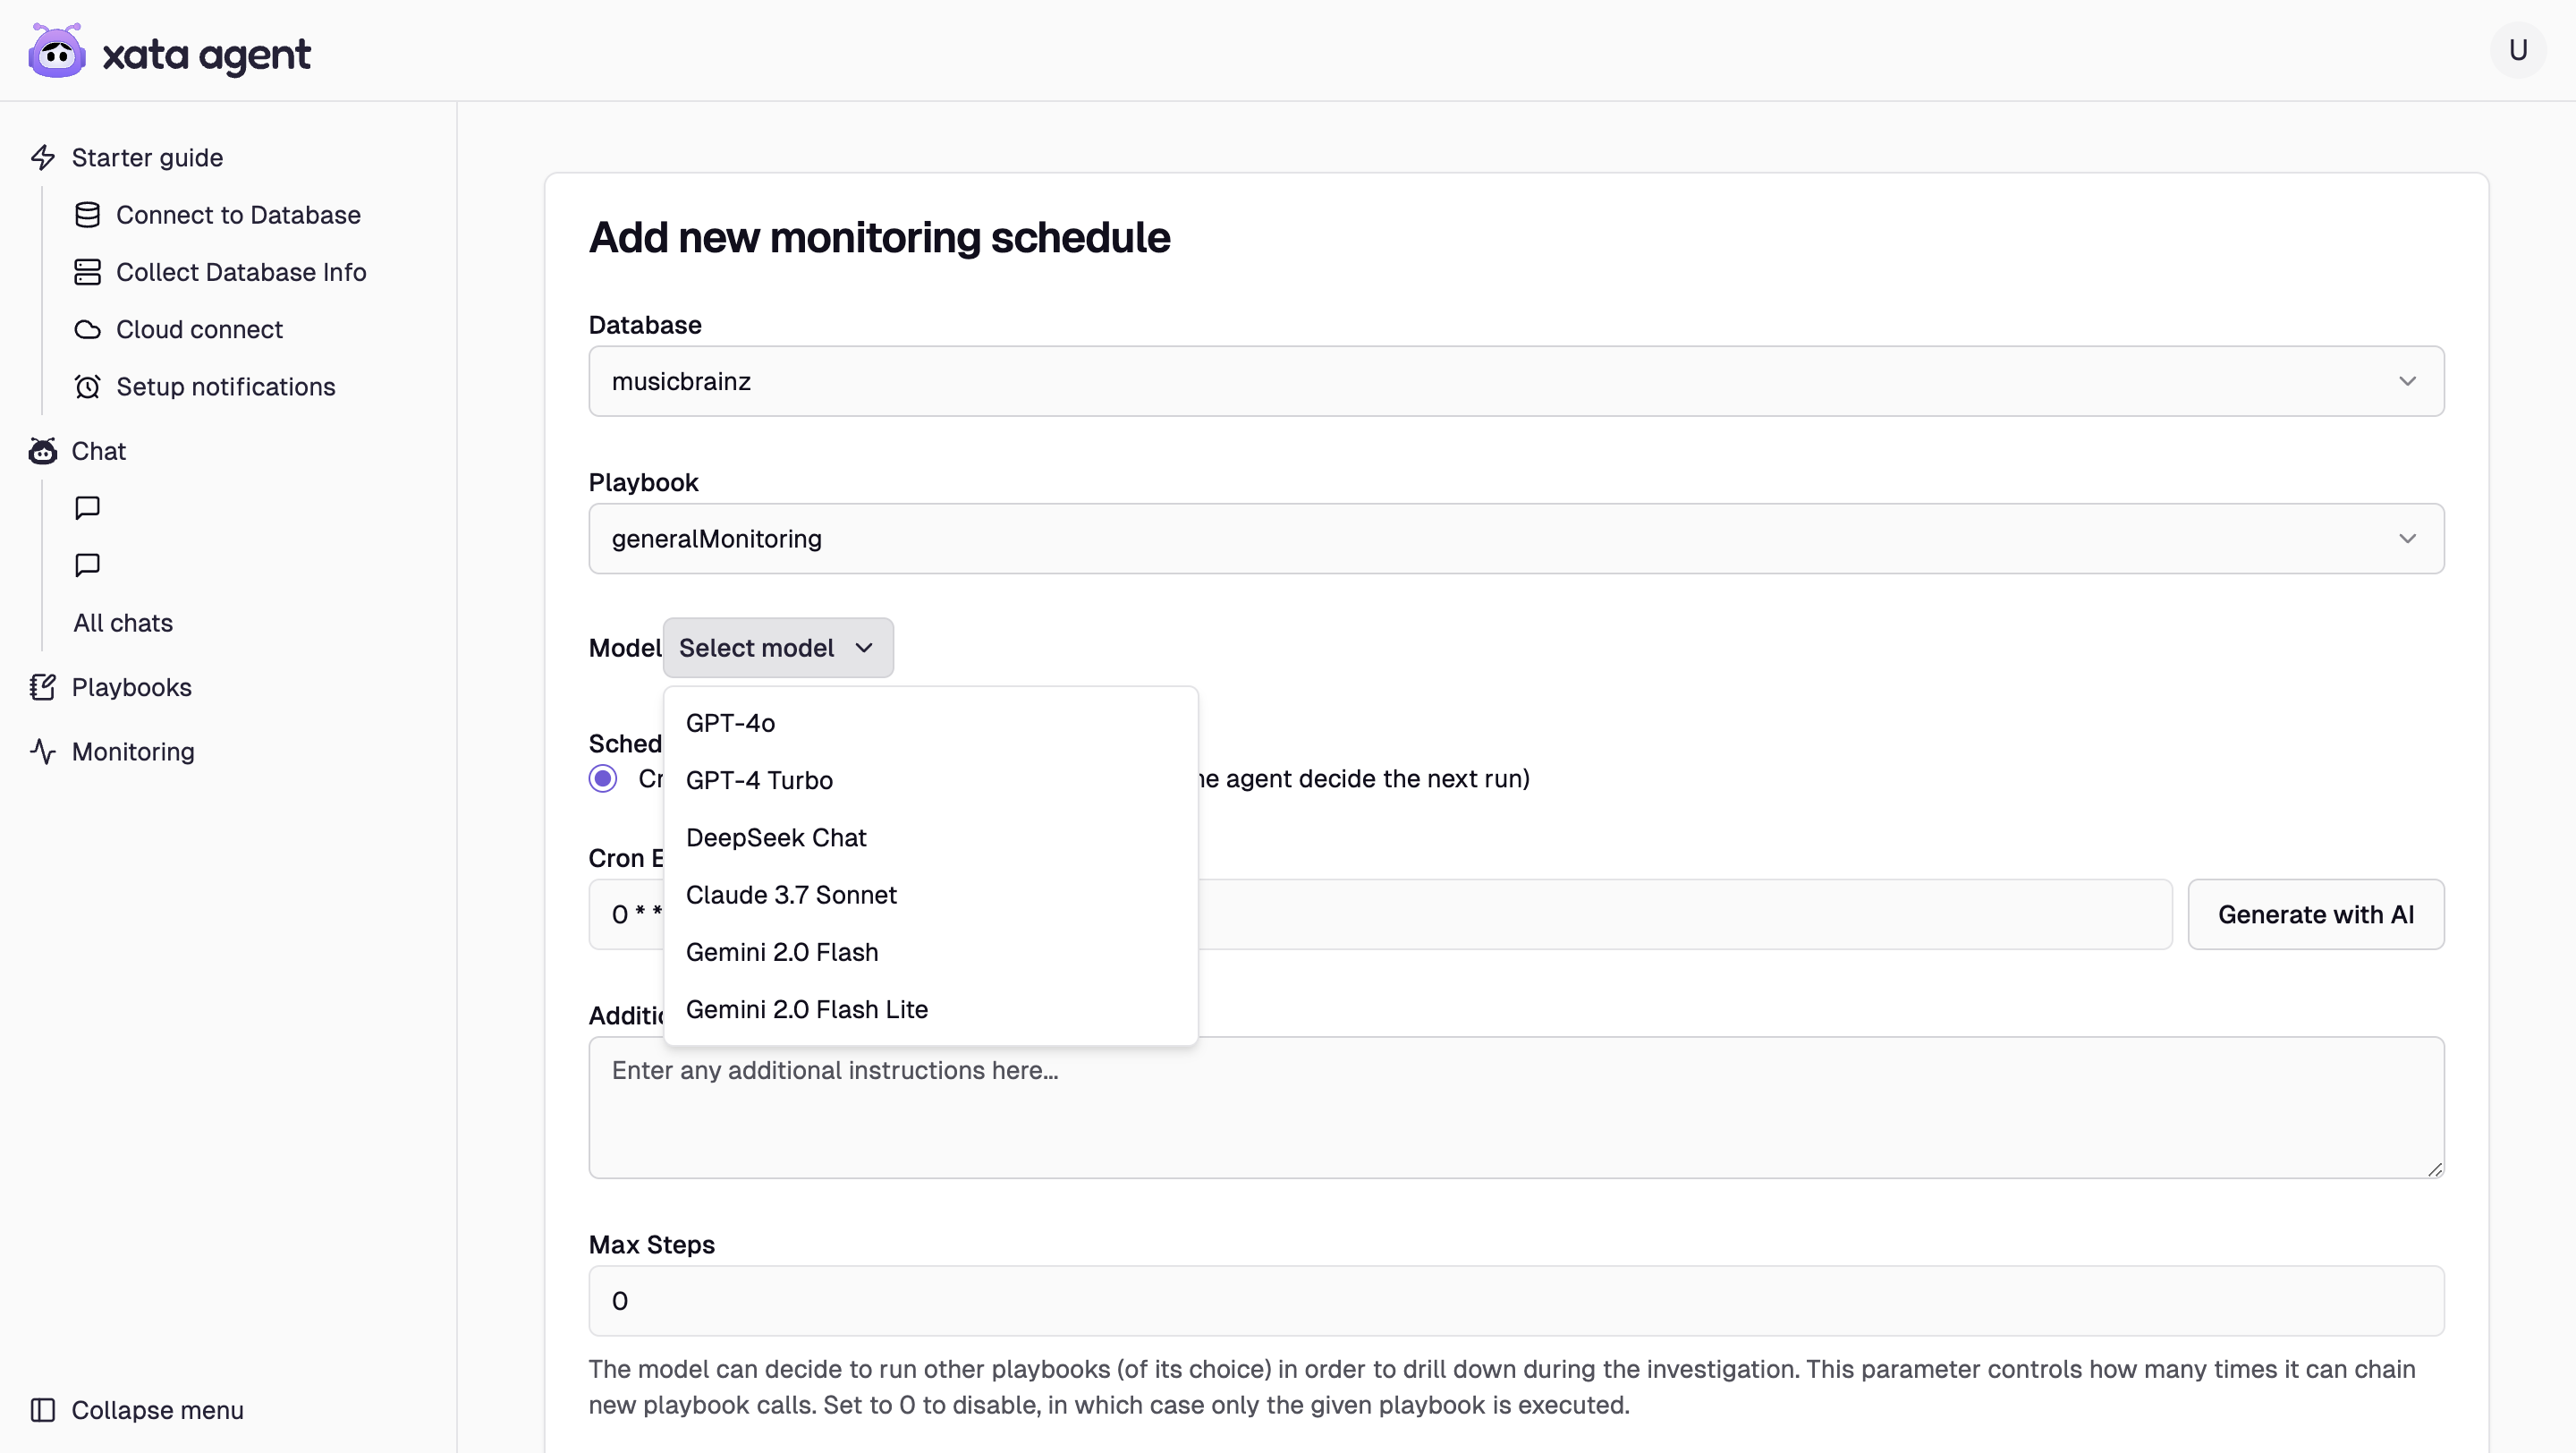 xata agent
U
Starter guide
Connect to Database
Collect Database Info
Cloud connect
Setup notifications
Chat
All chats
Playbooks
Monitoring
Collapse menu
Add new monitoring schedule
Database
musicbrainz
Playbook
generalMonitoring
Model
Select model
GPT-4o
GPT-4 Turbo
DeepSeek Chat
Claude 3.7 Sonnet
Gemini 2.0 Flash
Gemini 2.0 Flash Lite
agent decide the next run)
Cron
0 * *
Generate with AI
Enter any additional instructions here...
Max Steps
0
The model can decide to run other playbooks (of its choice) in order to drill down during the investigation. This parameter controls how many times it can chain
new playbook calls. Set to 0 to disable, in which case only the given playbook is executed.